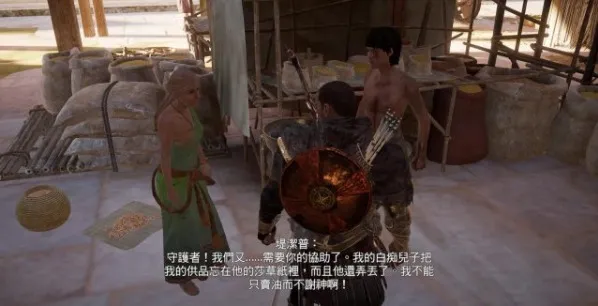 堤潔普：
守護者！我們又……需要你的協助了。我的白痴兒子把
我的供品忘在他的莎草紙裡，而且他還弄丟了 我不能
只賣油而不謝神啊！